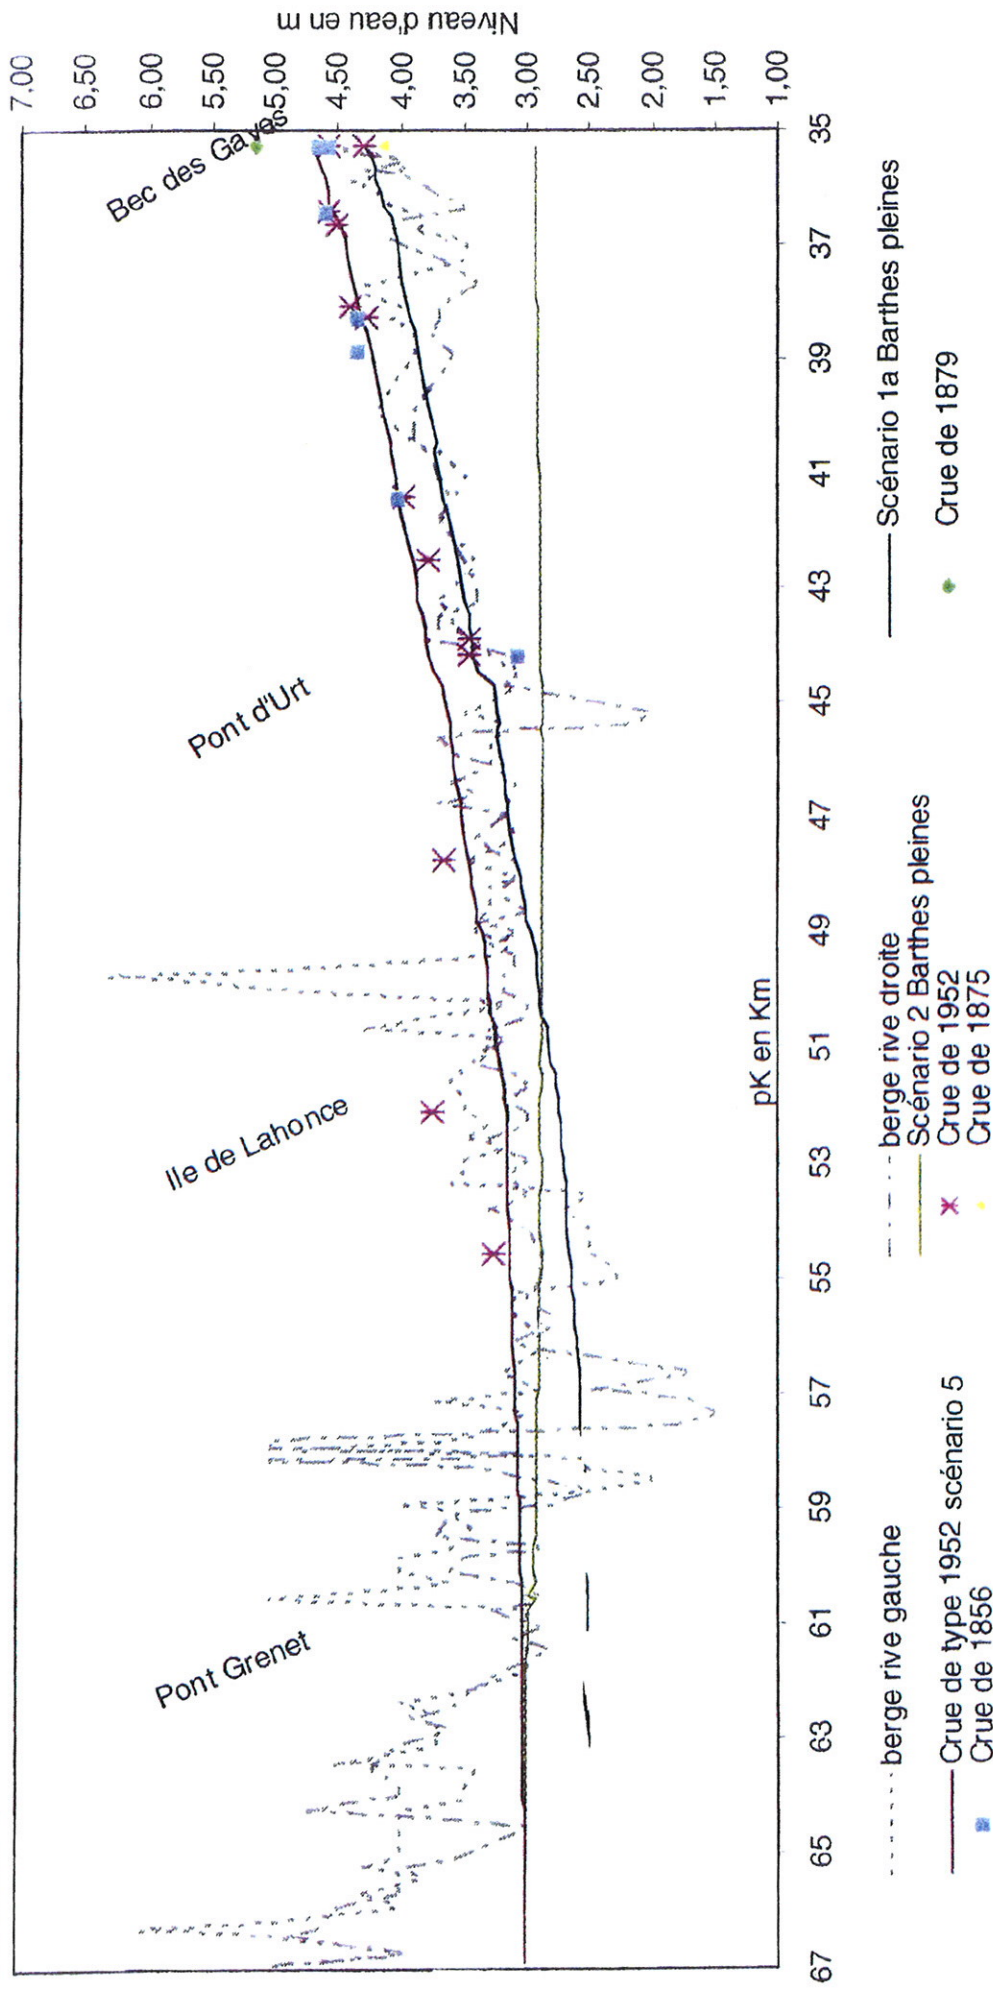 Niveau d'eau en m
7,00
6,50
6,00
5,50
5,00
4,50
4,00
3,50
3,00
2,50
2,00
1,50
1,00
Pont Grenet
Ile de Lahonce
Pont d'Urt
Bec des Gaves
67
65
63
61
59
57
55
53
51
49
47
45
43
41
39
37
35
pK en Km
berge rive gauche
berge rive droite
Scénario 1a Barthes pleines
Scénario 2 Barthes pleines
Crue de type 1952 scénario 5
Crue de 1952
Crue de 1879
Crue de 1856
Crue de 1875